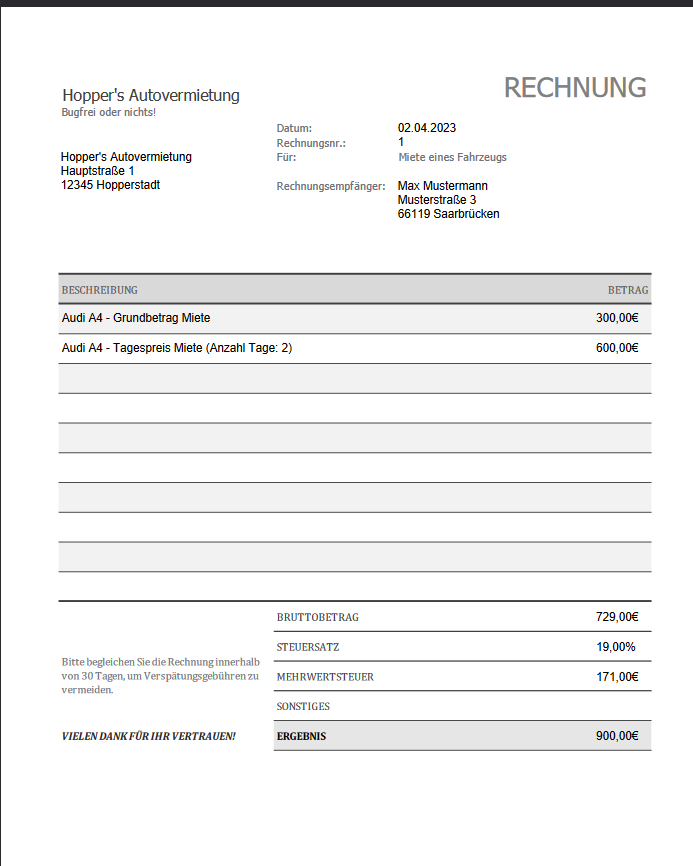 RECHNUNG
Hopper's Autovermietung
Bugfrei oder nichts!
Datum: 02.04.2023
Rechnungsnr.: 1
Hopper's Autovermietung Für: Miete eines Fahrzeugs
Hauptstraße 1
12345 Hopperstadt Rechnungsempfänger: Max Mustermann
Musterstraße 3
66119 Saarbrücken
BESCHREIBUNG BETRAG
Audi A4 - Grundbetrag Miete 300,00€
Audi A4 - Tagespreis Miete (Anzahl Tage: 2) 600,00€
BRUTTOBETRAG 729,00€
STEUERSATZ 19,00%
MEHRWERTSTEUER 171,00€
SONSTIGES
ERGEBNIS 900,00€
Bitte begleichen Sie die Rechnung innerhalb
von 30 Tagen, um Verspätungsgebühren zu
vermeiden.
VIELEN DANK FÜR IHR VERTRAUEN!